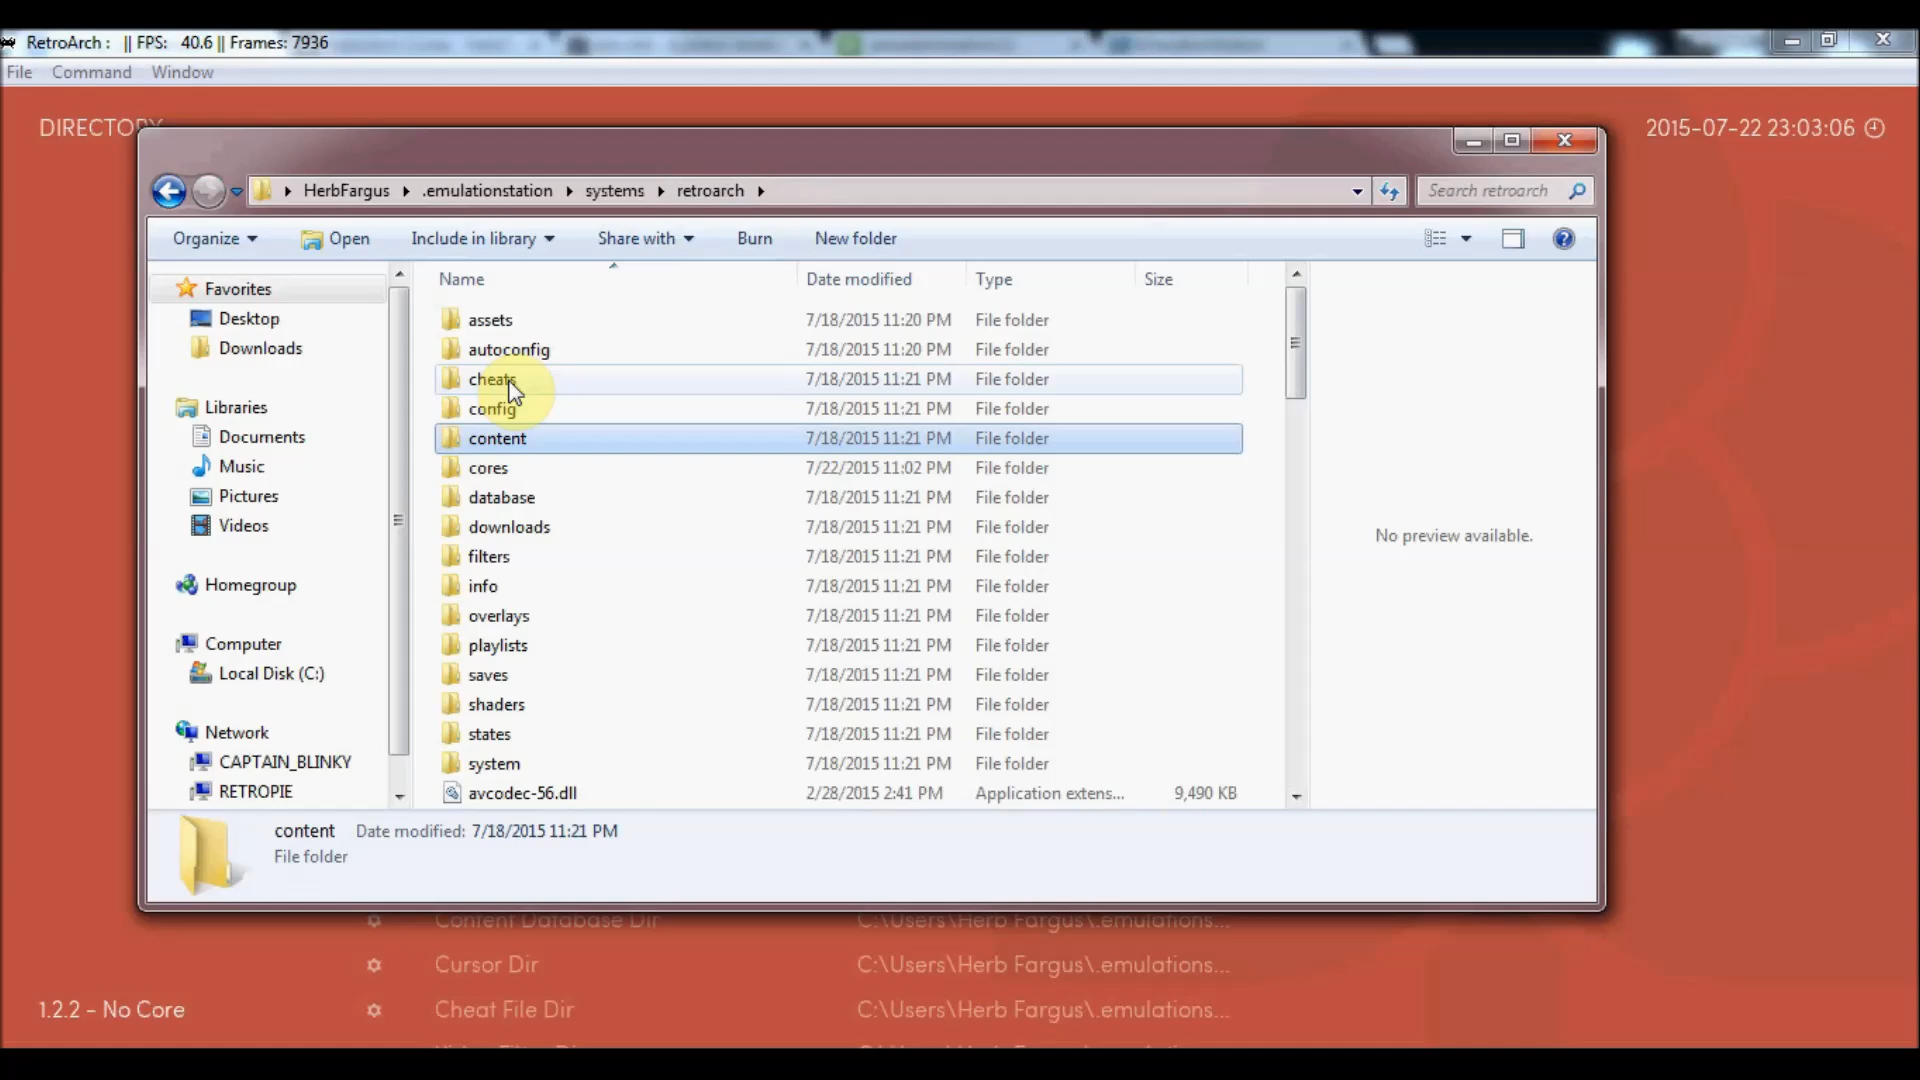 RetroArch : || FPS: 40.6 || Frames: 7936
File Command Window
DIRECTORY
2015-07-22 23:03:06
HerbFargus .emulationstation systems retroarch
Search retroarch
Organize Open Include in library Share with Burn New folder
Name Date modified Type Size
Favorites
Desktop
Downloads
Libraries
Documents
Music
Pictures
Videos
Homegroup
Computer
Local Disk (C:)
Network
CAPTAIN_BLINKY
RETROPIE
assets 7/18/2015 11:20 PM File folder
autoconfig 7/18/2015 11:20 PM File folder
cheats 7/18/2015 11:21 PM File folder
config 7/18/2015 11:21 PM File folder
content 7/18/2015 11:21 PM File folder
cores 7/22/2015 11:02 PM File folder
database 7/18/2015 11:21 PM File folder
downloads 7/18/2015 11:21 PM File folder
filters 7/18/2015 11:21 PM File folder
info 7/18/2015 11:21 PM File folder
overlays 7/18/2015 11:21 PM File folder
playlists 7/18/2015 11:21 PM File folder
saves 7/18/2015 11:21 PM File folder
shaders 7/18/2015 11:21 PM File folder
states 7/18/2015 11:21 PM File folder
system 7/18/2015 11:21 PM File folder
avcodec-56.dll 2/28/2015 2:41 PM Application extens... 9,490 KB
No preview available.
content Date modified: 7/18/2015 11:21 PM
File folder
Content Database Dir C:\Users\Herb Fargus\.emulations...
Cursor Dir C:\Users\Herb Fargus\.emulations...
Cheat File Dir C:\Users\Herb Fargus\.emulations...
1.2.2 - No Core